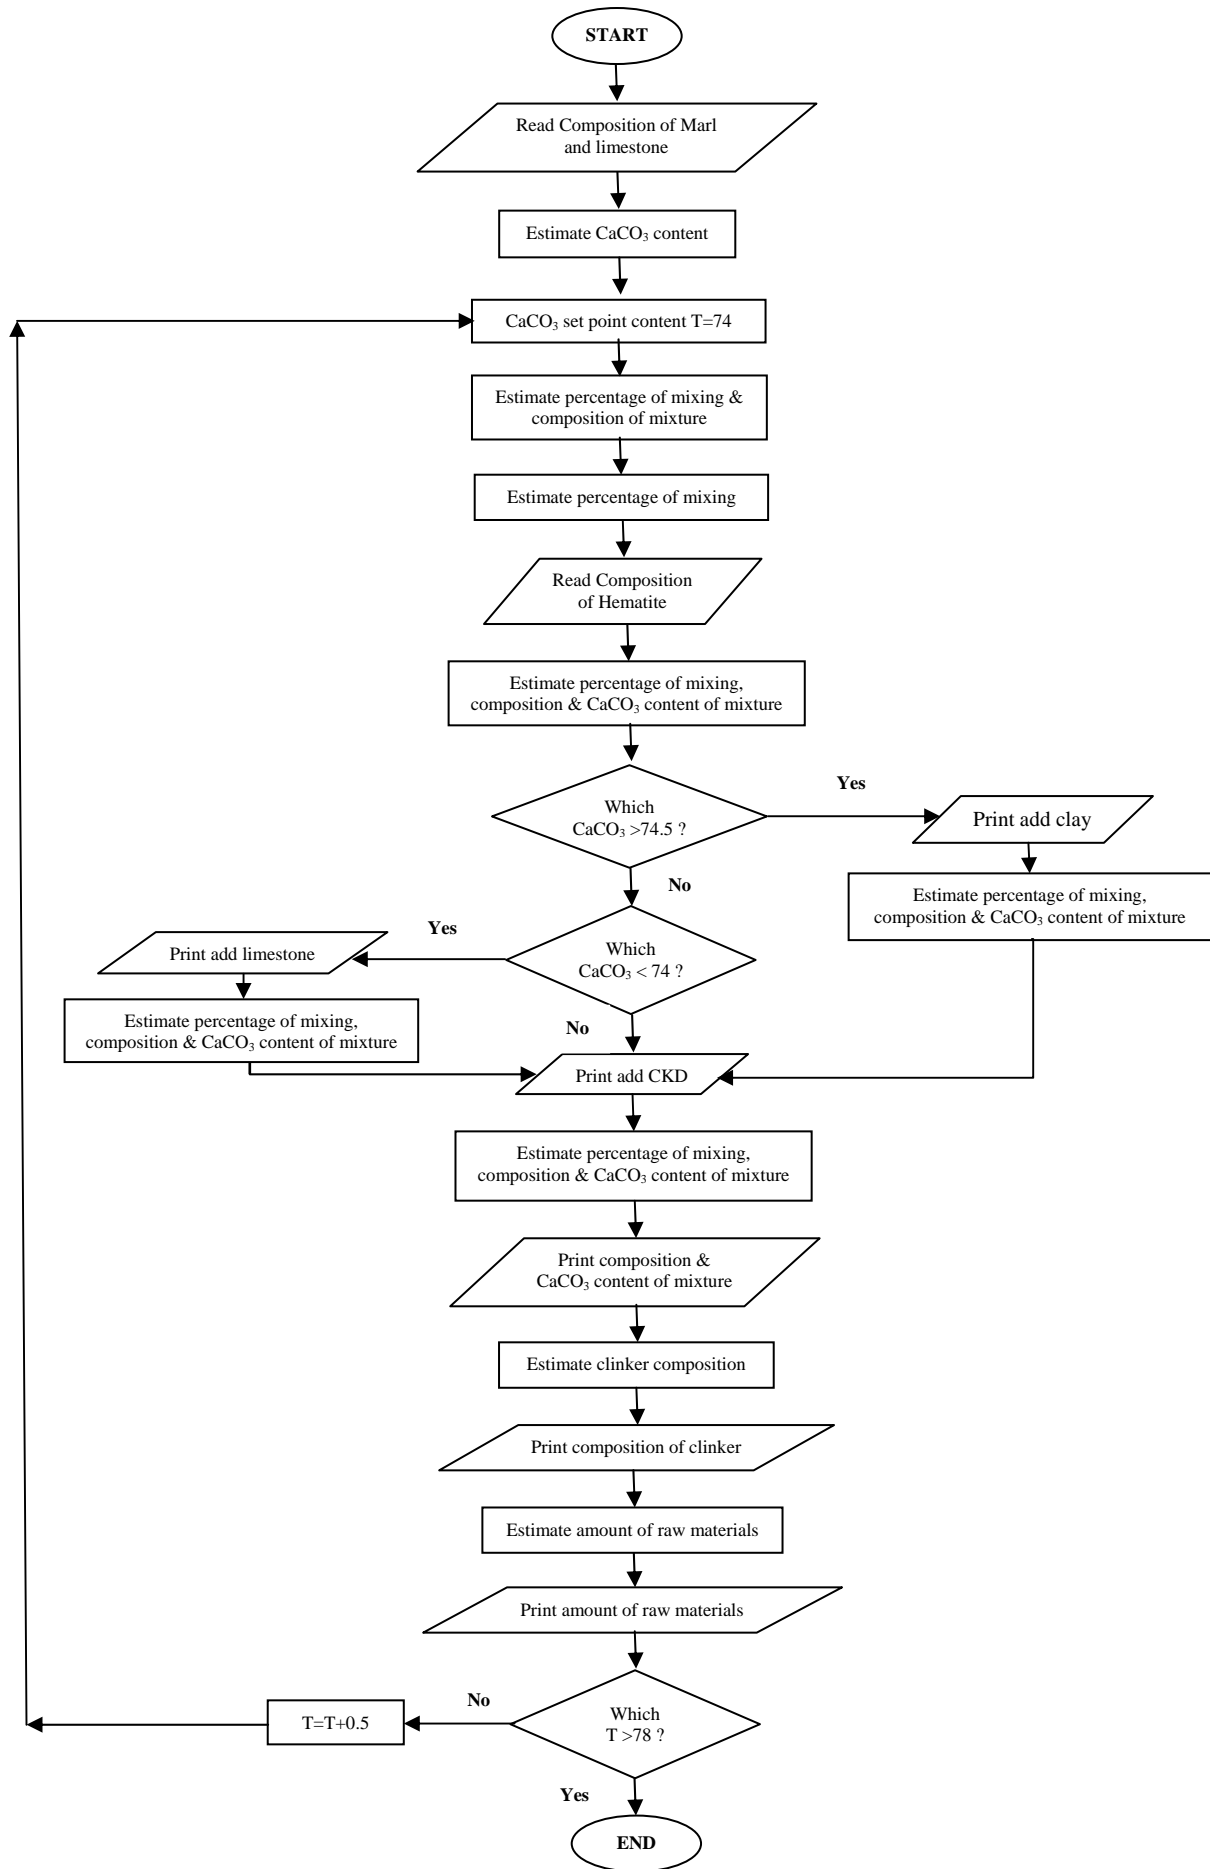 START
Read Composition of Marl
and limestone
Estimate CaCO₃ content
CaCO₃ set point content T=74
Estimate percentage of mixing &
composition of mixture
Estimate percentage of mixing
Read Composition
of Hematite
Estimate percentage of mixing,
composition & CaCO₃ content of mixture
Which
CaCO₃ >74.5 ?
Yes
Print add clay
Estimate percentage of mixing,
composition & CaCO₃ content of mixture
No
Which
CaCO₃ < 74 ?
Yes
Print add limestone
Estimate percentage of mixing,
composition & CaCO₃ content of mixture
No
Print add CKD
Estimate percentage of mixing,
composition & CaCO₃ content of mixture
Print composition &
CaCO₃ content of mixture
Estimate clinker composition
Print composition of clinker
Estimate amount of raw materials
Print amount of raw materials
Which
T >78 ?
No
T=T+0.5
Yes
END